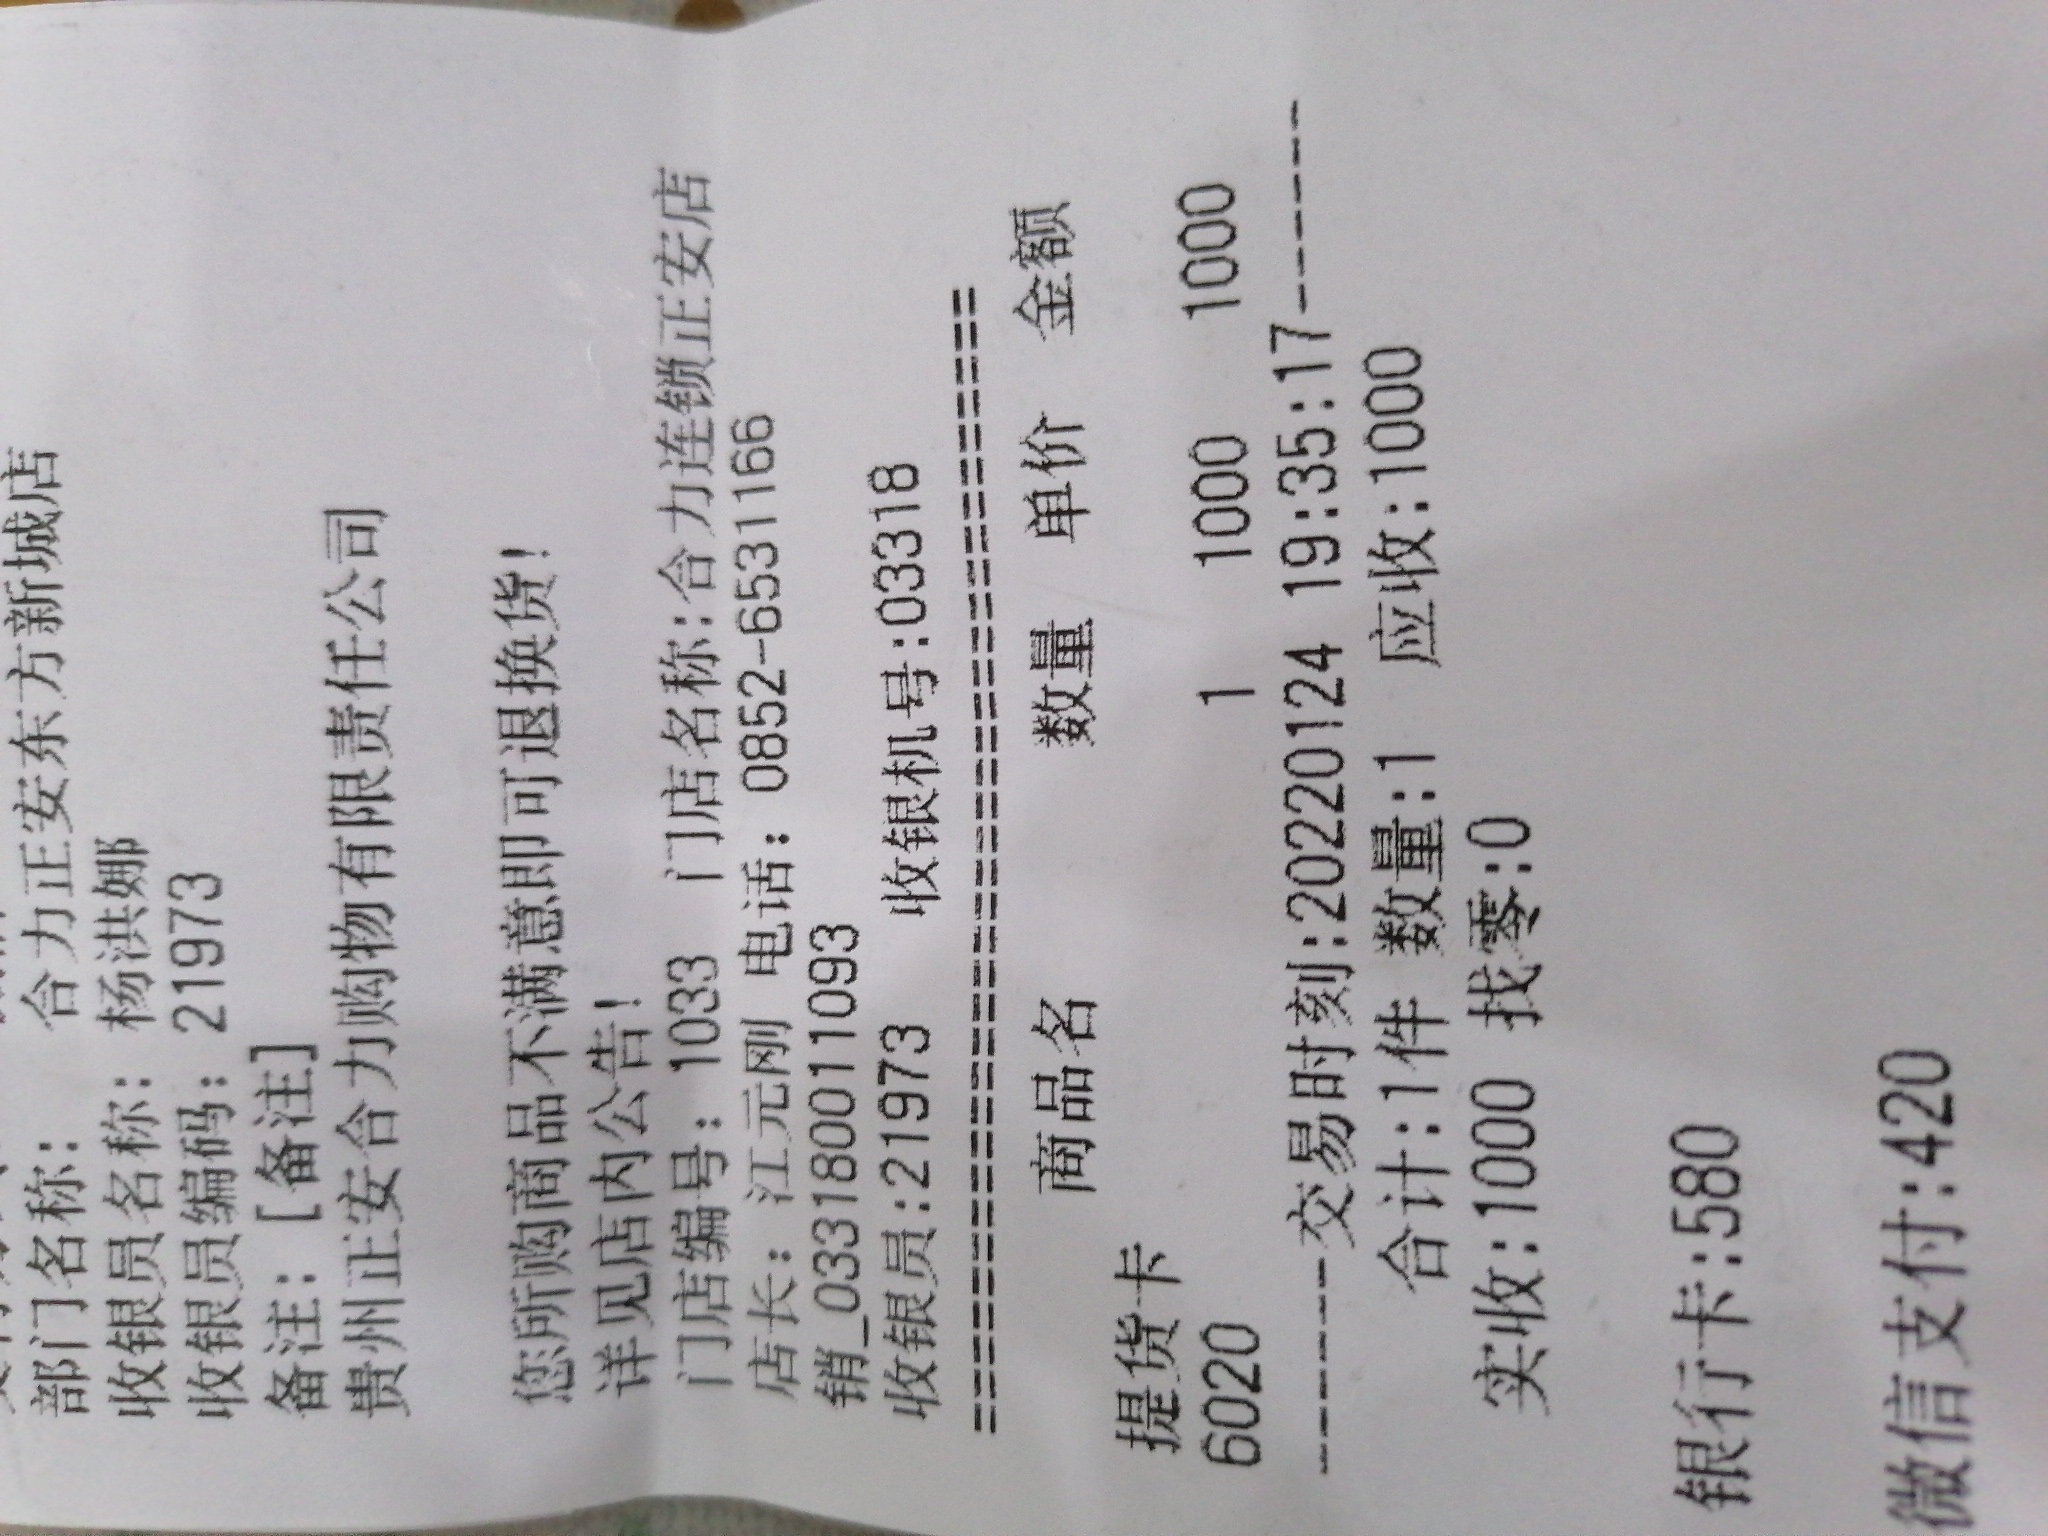 部门名称: 合力正安东方新城店
收银员名称: 杨洪娜
收银员编码: 21973
备注: [备注]
贵州正安合力购物有限责任公司
您所购商品不满意即可退换货!
详见店内公告!
门店编号: 1033 门店名称:合力连锁正安店
店长: 江元刚 电话: 0852-6531166
销_033180011093
收银员:21973 收银机号:03318
==========================================
商品名 数量 单价 金额
提货卡
6020 1 1000 1000
--------交易时刻:20220124 19:35:17--------
合计:1件 数量:1 应收:1000
实收:1000 找零:0
银行卡:580
微信支付:420